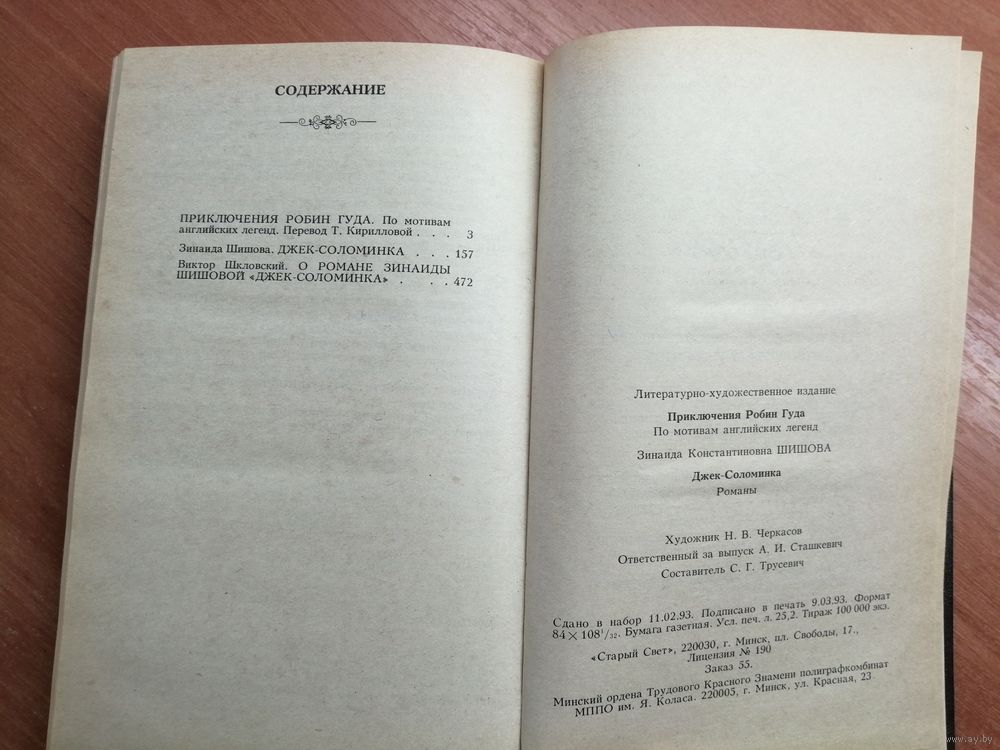 СОДЕРЖАНИЕ
ПРИКЛЮЧЕНИЯ РОБИН ГУДА. По мотивам
английских легенд. Перевод Т. Кирилловой . . . 3
Зинаида Шишова. ДЖЕК-СОЛОМИНКА . . . 157
Виктор Шкловский. О РОМАНЕ ЗИНАИДЫ
ШИШОВОЙ «ДЖЕК-СОЛОМИНКА» . . . 472
Литературно-художественное издание
Приключения Робин Гуда
По мотивам английских легенд
Зинаида Константиновна ШИШОВА
Джек-Соломинка
Романы
Художник Н. В. Черкасов
Ответственный за выпуск А. И. Сташкевич
Составитель С. Г. Трусевич
Сдано в набор 11.02.93. Подписано в печать 9.03.93. Формат
84×108¹/₃₂. Бумага газетная. Усл. печ. л. 25,2. Тираж 100 000 экз.
«Старый Свет», 220030, г. Минск, пл. Свободы, 17.,
Лицензия № 190
Заказ 55.
Минский ордена Трудового Красного Знамени полиграфкомбинат
МППО им. Я. Коласа. 220005, г. Минск, ул. Красная, 23
www.ay.by